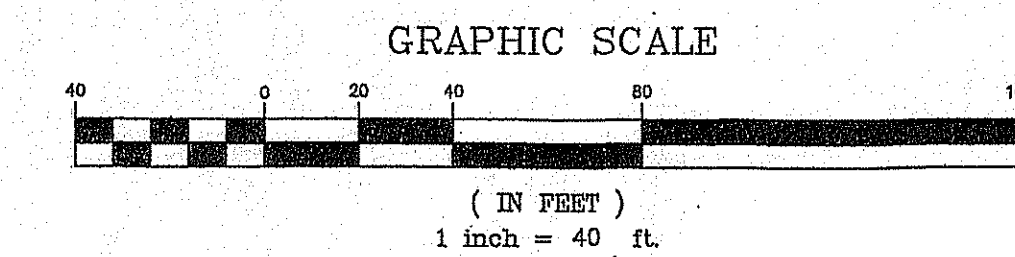 GRAPHIC SCALE
40 0 20 40 80
( IN FEET )
1 inch = 40 ft.